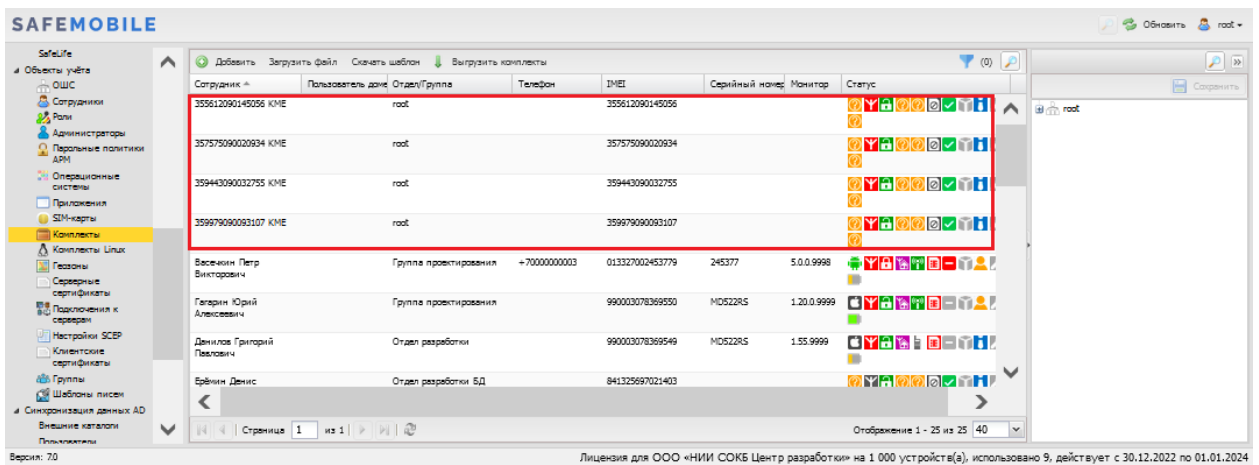 SAFEMOBILE
Обновить root
SafeLife
Объекты учёта
ОШС
Сотрудники
Роли
Администраторы
Парольные политики
АРМ
Операционные
системы
Приложения
SIM-карты
Комплекты
Комплекты Linux
Геозоны
Серверные
сертификаты
Подключения к
серверам
Настройки SCEP
Клиентские
сертификаты
Группы
Шаблоны писем
Синхронизация данных AD
Внешние каталоги
Пользователи
Добавить Загрузить файл Скачать шаблон Выгрузить комплекты (0)
Сотрудник Пользователь доме Отдел/Группа Телефон IMEI Серийный номер Монитор Статус
355612090145056 KME root 355612090145056
357575090020934 KME root 357575090020934
359443090032755 KME root 359443090032755
359979090093107 KME root 359979090093107
Васечкин Петр Группа проектирования +70000000003 013327002453779 245377 5.0.0.9998
Викторович
Гагарин Юрий Группа проектирования 990003078369550 MD522RS 1.20.0.9999
Алексеевич
Данилов Григорий Отдел разработки 990003078369549 MD522RS 1.55.9999
Павлович
Ерёмин Денис Отдел разработки БД 841325697021403
Страница 1 из 1 Отображение 1 - 25 из 25 40
Сохранить
root
Версия: 7.0 Лицензия для ООО «НИИ СОКБ Центр разработки» на 1 000 устройств(а), использовано 9, действует с 30.12.2022 по 01.01.2024